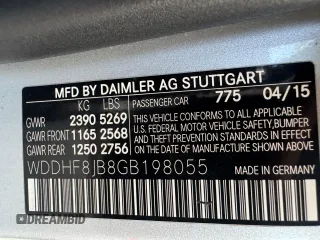 MFD BY DAIMLER AG STUTTGART
KG LBS PASSENGER CAR 775 04/15
GVWR 2390 5269
GAWR FRONT 1165 2568
GAWR REAR 1250 2756
THIS VEHICLE CONFORMS TO ALL
APPLICABLE U.S. FEDERAL
MOTOR VEHICLE SAFETY, BUMPER
AND THEFT PREVENTION
STANDARDS IN EFFECT ON THE DATE
OF MANUFACTURE SHOWN ABOVE.
WDDHF8JB8GB198055
MADE IN GERMANY
DREAMBID